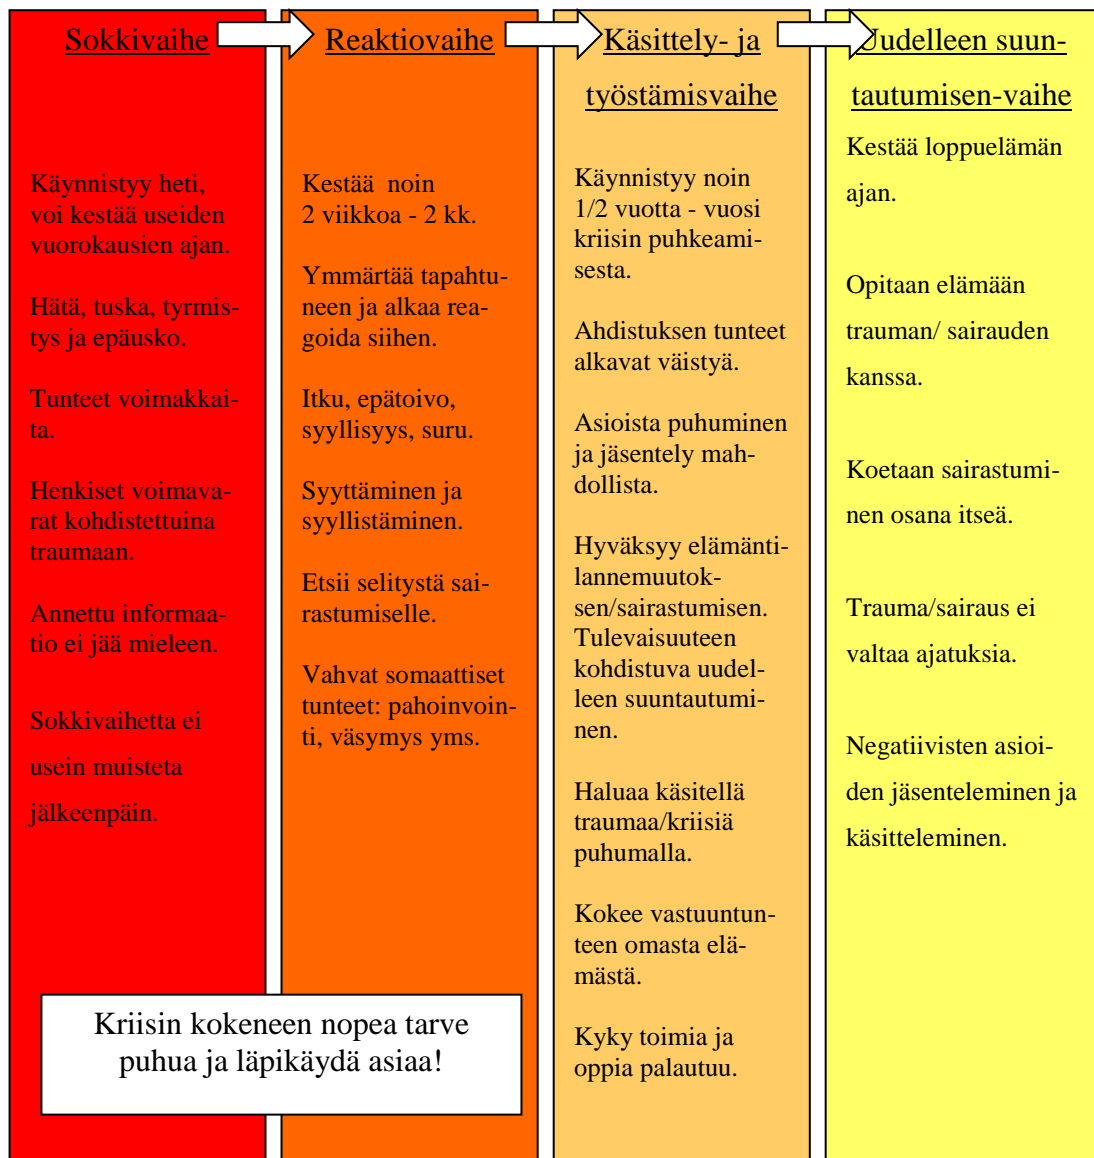 Sokkivaihe
Käynnistyy heti,
voi kestää useiden
vuorokausien ajan.
Hätä, tuska, tyrmis-
tys ja epäusko.
Tunteet voimakkai-
ta.
Henkiset voimava-
rat kohdistettuina
traumaan.
Annettu informaa-
tio ei jää mieleen.
Sokkivaihetta ei
usein muisteta
jälkeenpäin.
Reaktiovaihe
Kestää noin
2 viikkoa - 2 kk.
Ymmärtää tapahtu-
neen ja alkaa rea-
goida siihen.
Itku, epätoivo,
syyllisyys, suru.
Syyttäminen ja
syyllistäminen.
Etsii selitystä sai-
rastumiselle.
Vahvat somaattiset
tunteet: pahoinvoin-
ti, väsymys yms.
Kriisin kokeneen nopea tarve
puhua ja läpikäydä asiaa!
Käsittely- ja
työstämisvaihe
Käynnistyy noin
1/2 vuotta - vuosi
kriisin puhkeami-
sesta.
Ahdistuksen tunteet
alkavat väistyä.
Asioista puhuminen
ja jäsentely mah-
dollista.
Hyväksyy elämänti-
lannemuutok-
sen/sairastumisen.
Tulevaisuuteen
kohdistuva uudel-
leen suuntautumi-
nen.
Haluaa käsitellä
traumaa/kriisiä
puhumalla.
Kokee vastuuntun-
teen omasta elä-
mästä.
Kyky toimia ja
oppia palautuu.
Uudelleen suun-
tautumisen-vaihe
Kestää loppuelämän
ajan.
Opitaan elämään
trauman/ sairauden
kanssa.
Koetaan sairastumi-
nen osana itseä.
Trauma/sairaus ei
valtaa ajatuksia.
Negatiivisten asioi-
den jäsenteleminen ja
käsitteleminen.